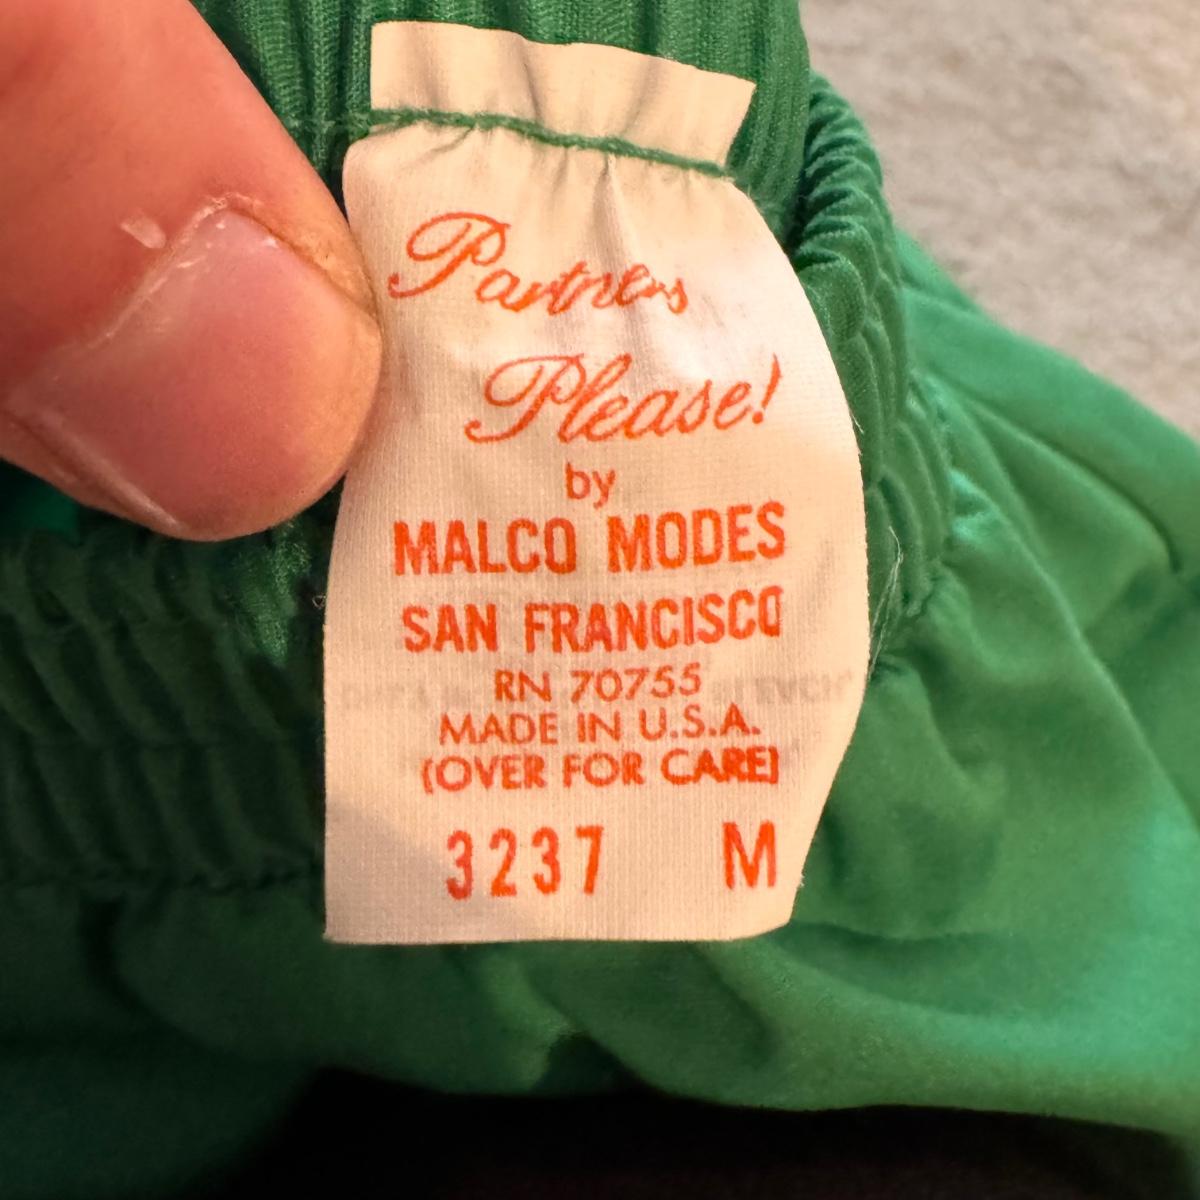 Partners
Please!
by
MALCO MODES
SAN FRANCISCO
RN 70755
MADE IN U.S.A.
(OVER FOR CARE)
3237 M